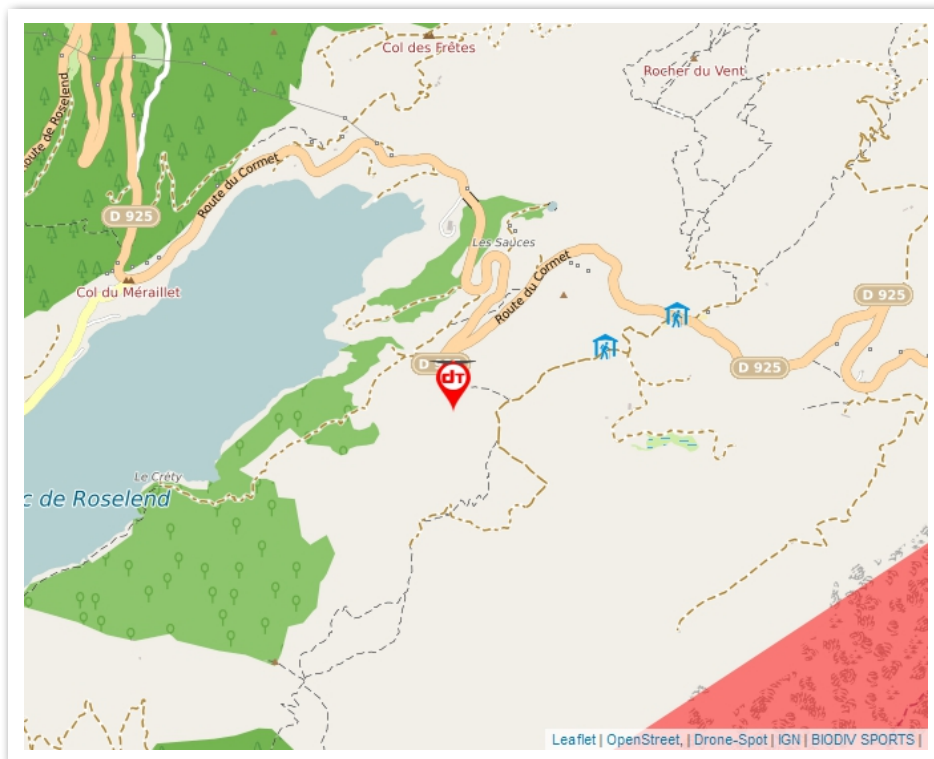 Col des Frêtes
Rocher du Vent
Route de Roselend
Route du Cormet
D 925
Les Sauces
Col du Méraillet
Route du Cormet
D 925
D
D 925
dT
Le Crêty
c de Roselend
Leaflet | OpenStreet, | Drone-Spot | IGN | BIODIV SPORTS |